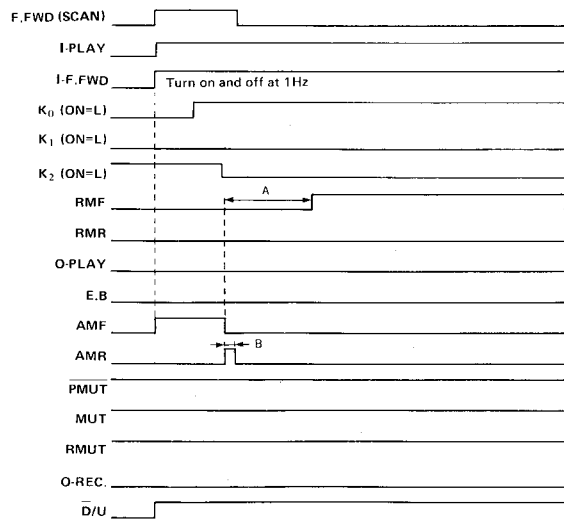 F.FWD (SCAN)
I-PLAY
I-F.FWD
Turn on and off at 1Hz
K0 (ON=L)
K1 (ON=L)
K2 (ON=L)
A
RMF
RMR
O-PLAY
E.B
AMF
B
AMR
P̅M̅U̅T̅
MUT
RMUT
O-REC.
D̅/U